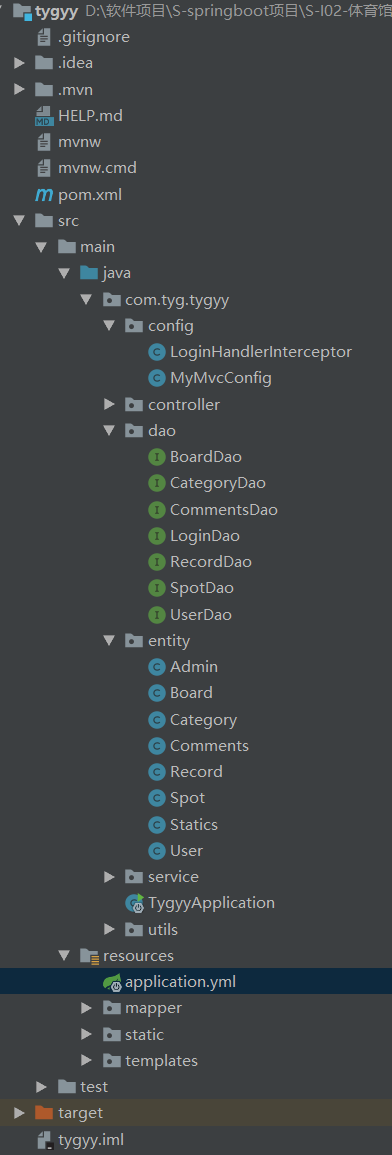 tygyy D:\软件项目\S-springboot项目\S-I02-体育馆
.gitignore
.idea
.mvn
HELP.md
mvnw
mvnw.cmd
pom.xml
src
main
java
com.tyg.tygyy
config
LoginHandlerInterceptor
MyMvcConfig
controller
dao
BoardDao
CategoryDao
CommentsDao
LoginDao
RecordDao
SpotDao
UserDao
entity
Admin
Board
Category
Comments
Record
Spot
Statics
User
service
TygyyApplication
utils
resources
application.yml
mapper
static
templates
test
target
tygyy.iml